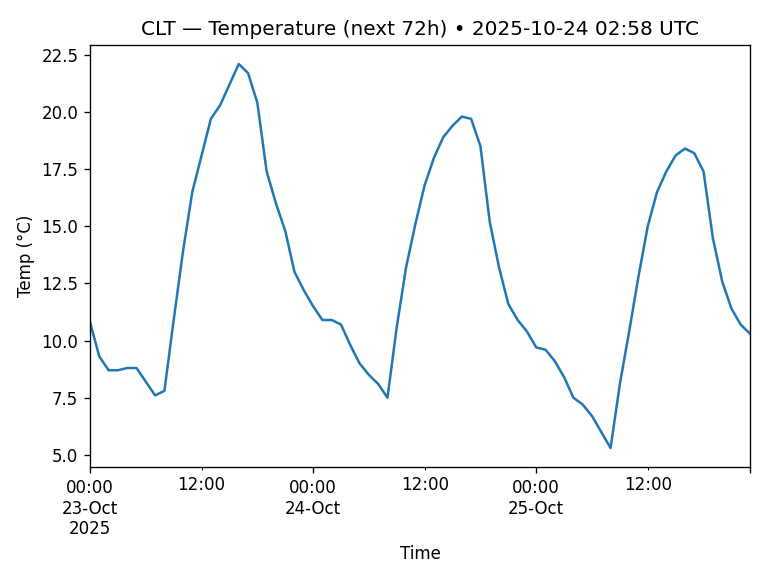 CLT — Temperature (next 72h) • 2025-10-24 02:58 UTC
22.5
20.0
17.5
15.0
12.5
10.0
7.5
5.0
Temp (°C)
00:00 12:00 00:00 12:00 00:00 12:00
23-Oct 24-Oct 25-Oct
2025
Time